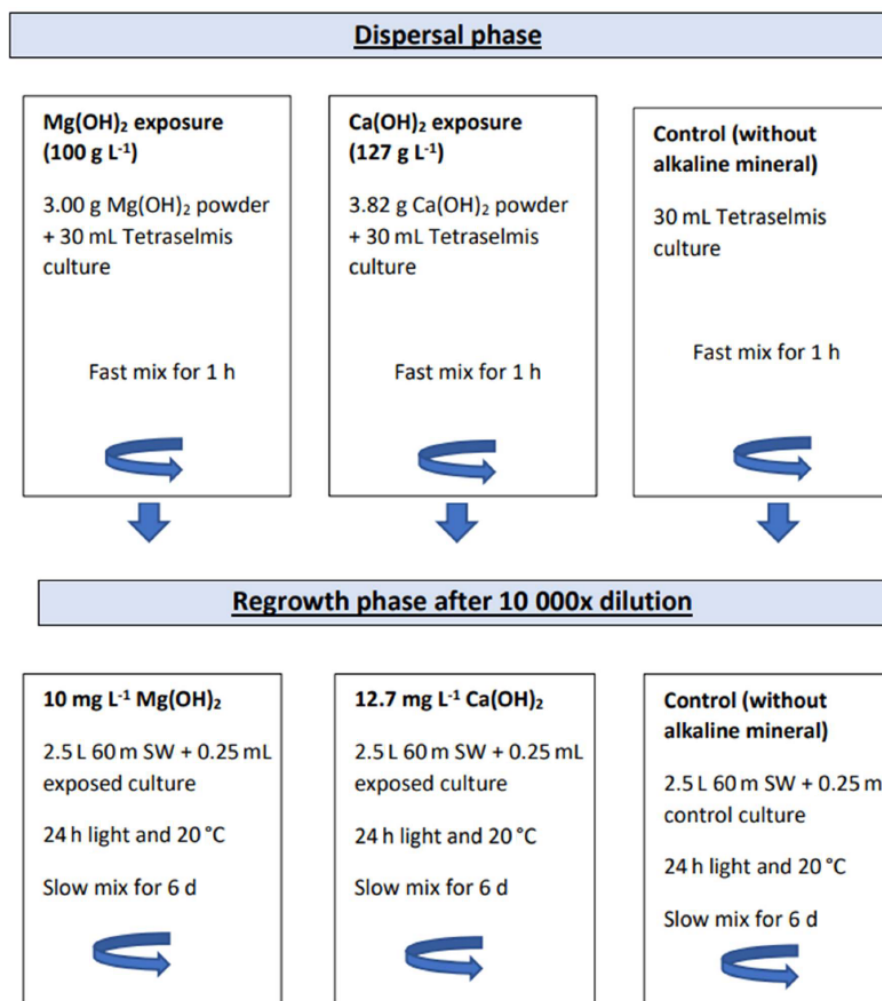 Dispersal phase
Mg(OH)₂ exposure
(100 g L⁻¹)
3.00 g Mg(OH)₂ powder
+ 30 mL Tetraselmis
culture
Fast mix for 1 h
Ca(OH)₂ exposure
(127 g L⁻¹)
3.82 g Ca(OH)₂ powder
+ 30 mL Tetraselmis
culture
Fast mix for 1 h
Control (without
alkaline mineral)
30 mL Tetraselmis
culture
Fast mix for 1 h
Regrowth phase after 10 000x dilution
10 mg L⁻¹ Mg(OH)₂
2.5 L 60 m SW + 0.25 mL
exposed culture
24 h light and 20 °C
Slow mix for 6 d
12.7 mg L⁻¹ Ca(OH)₂
2.5 L 60 m SW + 0.25 mL
exposed culture
24 h light and 20 °C
Slow mix for 6 d
Control (without
alkaline mineral)
2.5 L 60 m SW + 0.25 m
control culture
24 h light and 20 °C
Slow mix for 6 d